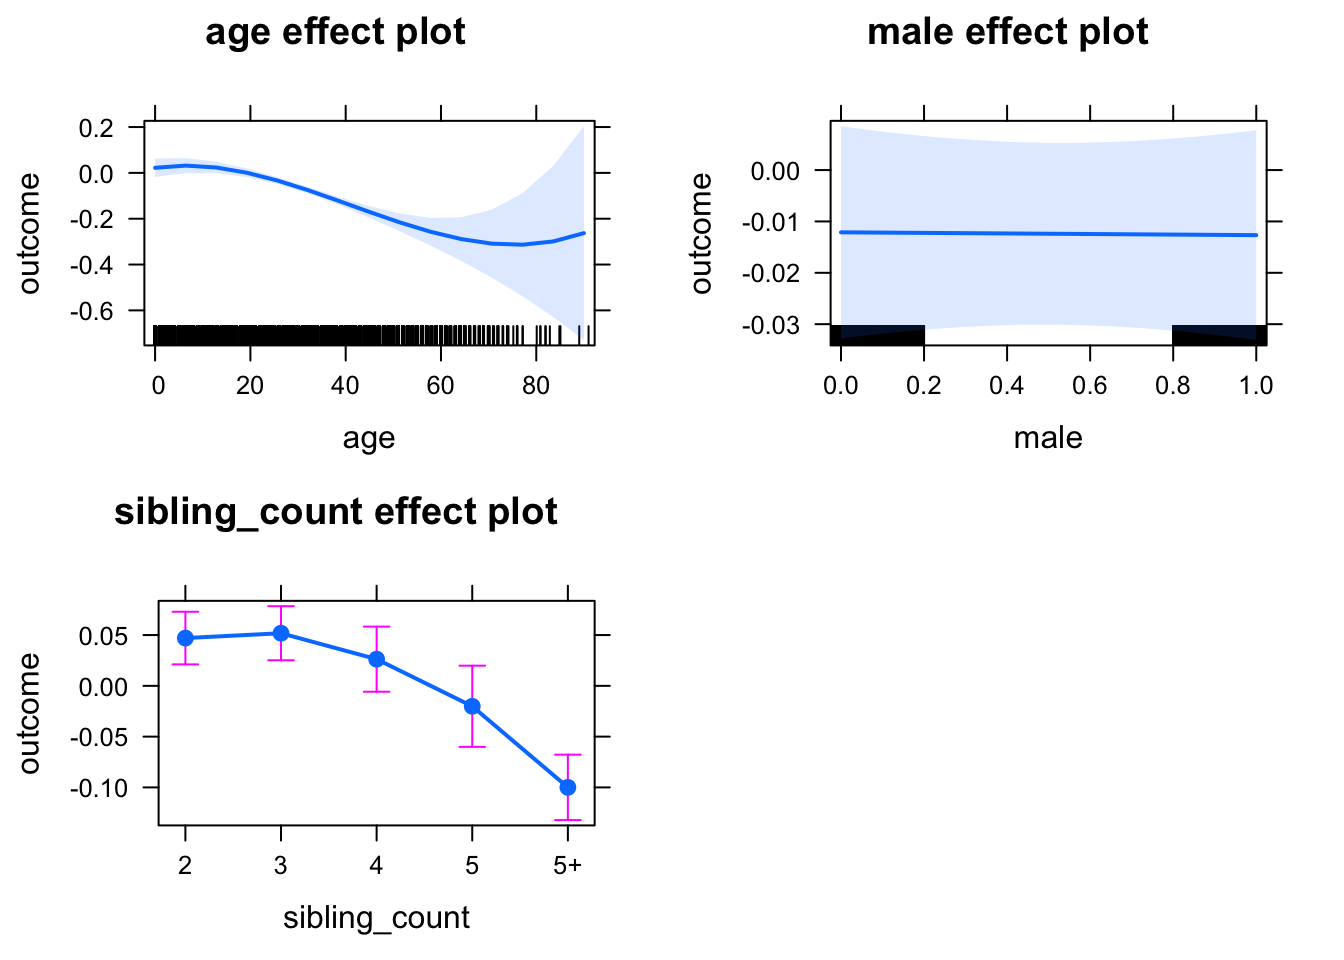 age effect plot
outcome
0.2
0.0
-0.2
-0.4
-0.6
0 20 40 60 80
age
male effect plot
outcome
0.00
-0.01
-0.02
-0.03
0.0 0.2 0.4 0.6 0.8 1.0
male
sibling_count effect plot
outcome
0.05
0.00
-0.05
-0.10
2 3 4 5 5+
sibling_count